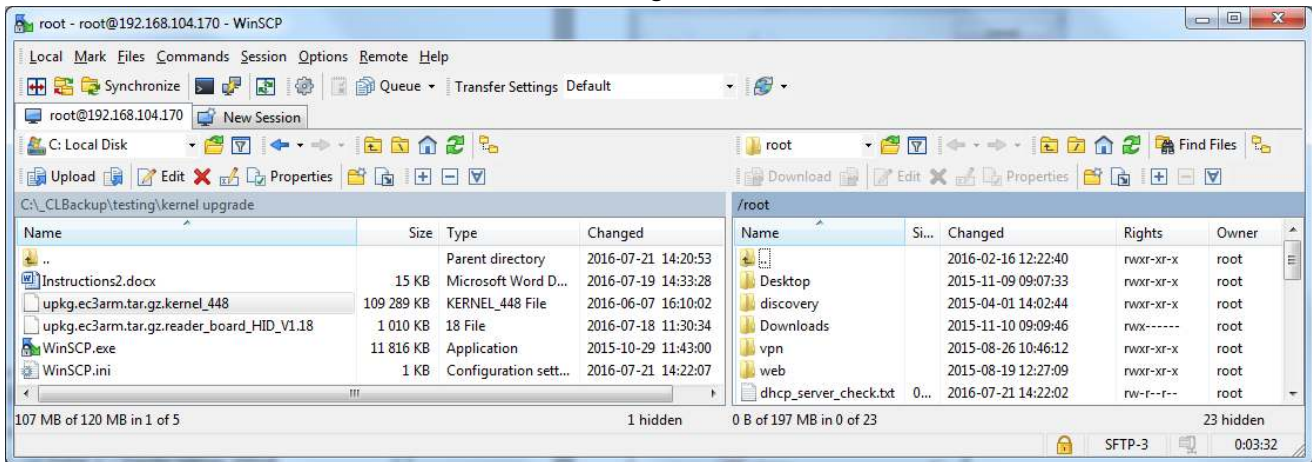 root - root@192.168.104.170 - WinSCP
Local Mark Files Commands Session Options Remote Help
Synchronize Queue Transfer Settings Default
root@192.168.104.170 New Session
C: Local Disk root Find Files
Upload Edit Properties Download Edit Properties
C:\_CLBackup\testing\kernel upgrade /root
Name Size Type Changed Name Si... Changed Rights Owner
.. Parent directory 2016-07-21 14:20:53 .. 2016-02-16 12:22:40 rwxr-xr-x root
Instructions2.docx 15 KB Microsoft Word D... 2016-07-19 14:33:28 Desktop 2015-11-09 09:07:33 rwxr-xr-x root
upkg.ec3arm.tar.gz.kernel_448 109 289 KB KERNEL_448 File 2016-06-07 16:10:02 discovery 2015-04-01 14:02:44 rwxr-xr-x root
upkg.ec3arm.tar.gz.reader_board_HID_V1.18 1 010 KB 18 File 2016-07-18 11:30:34 Downloads 2015-11-10 09:09:46 rwx------ root
WinSCP.exe 11 816 KB Application 2015-10-29 11:43:00 vpn 2015-08-26 10:46:12 rwxr-xr-x root
WinSCP.ini 1 KB Configuration sett... 2016-07-21 14:22:07 web 2015-08-19 12:27:09 rwxr-xr-x root
dhcp_server_check.txt 0... 2016-07-21 14:22:02 rw-r--r-- root
107 MB of 120 MB in 1 of 5 1 hidden 0 B of 197 MB in 0 of 23 23 hidden
SFTP-3 0:03:32